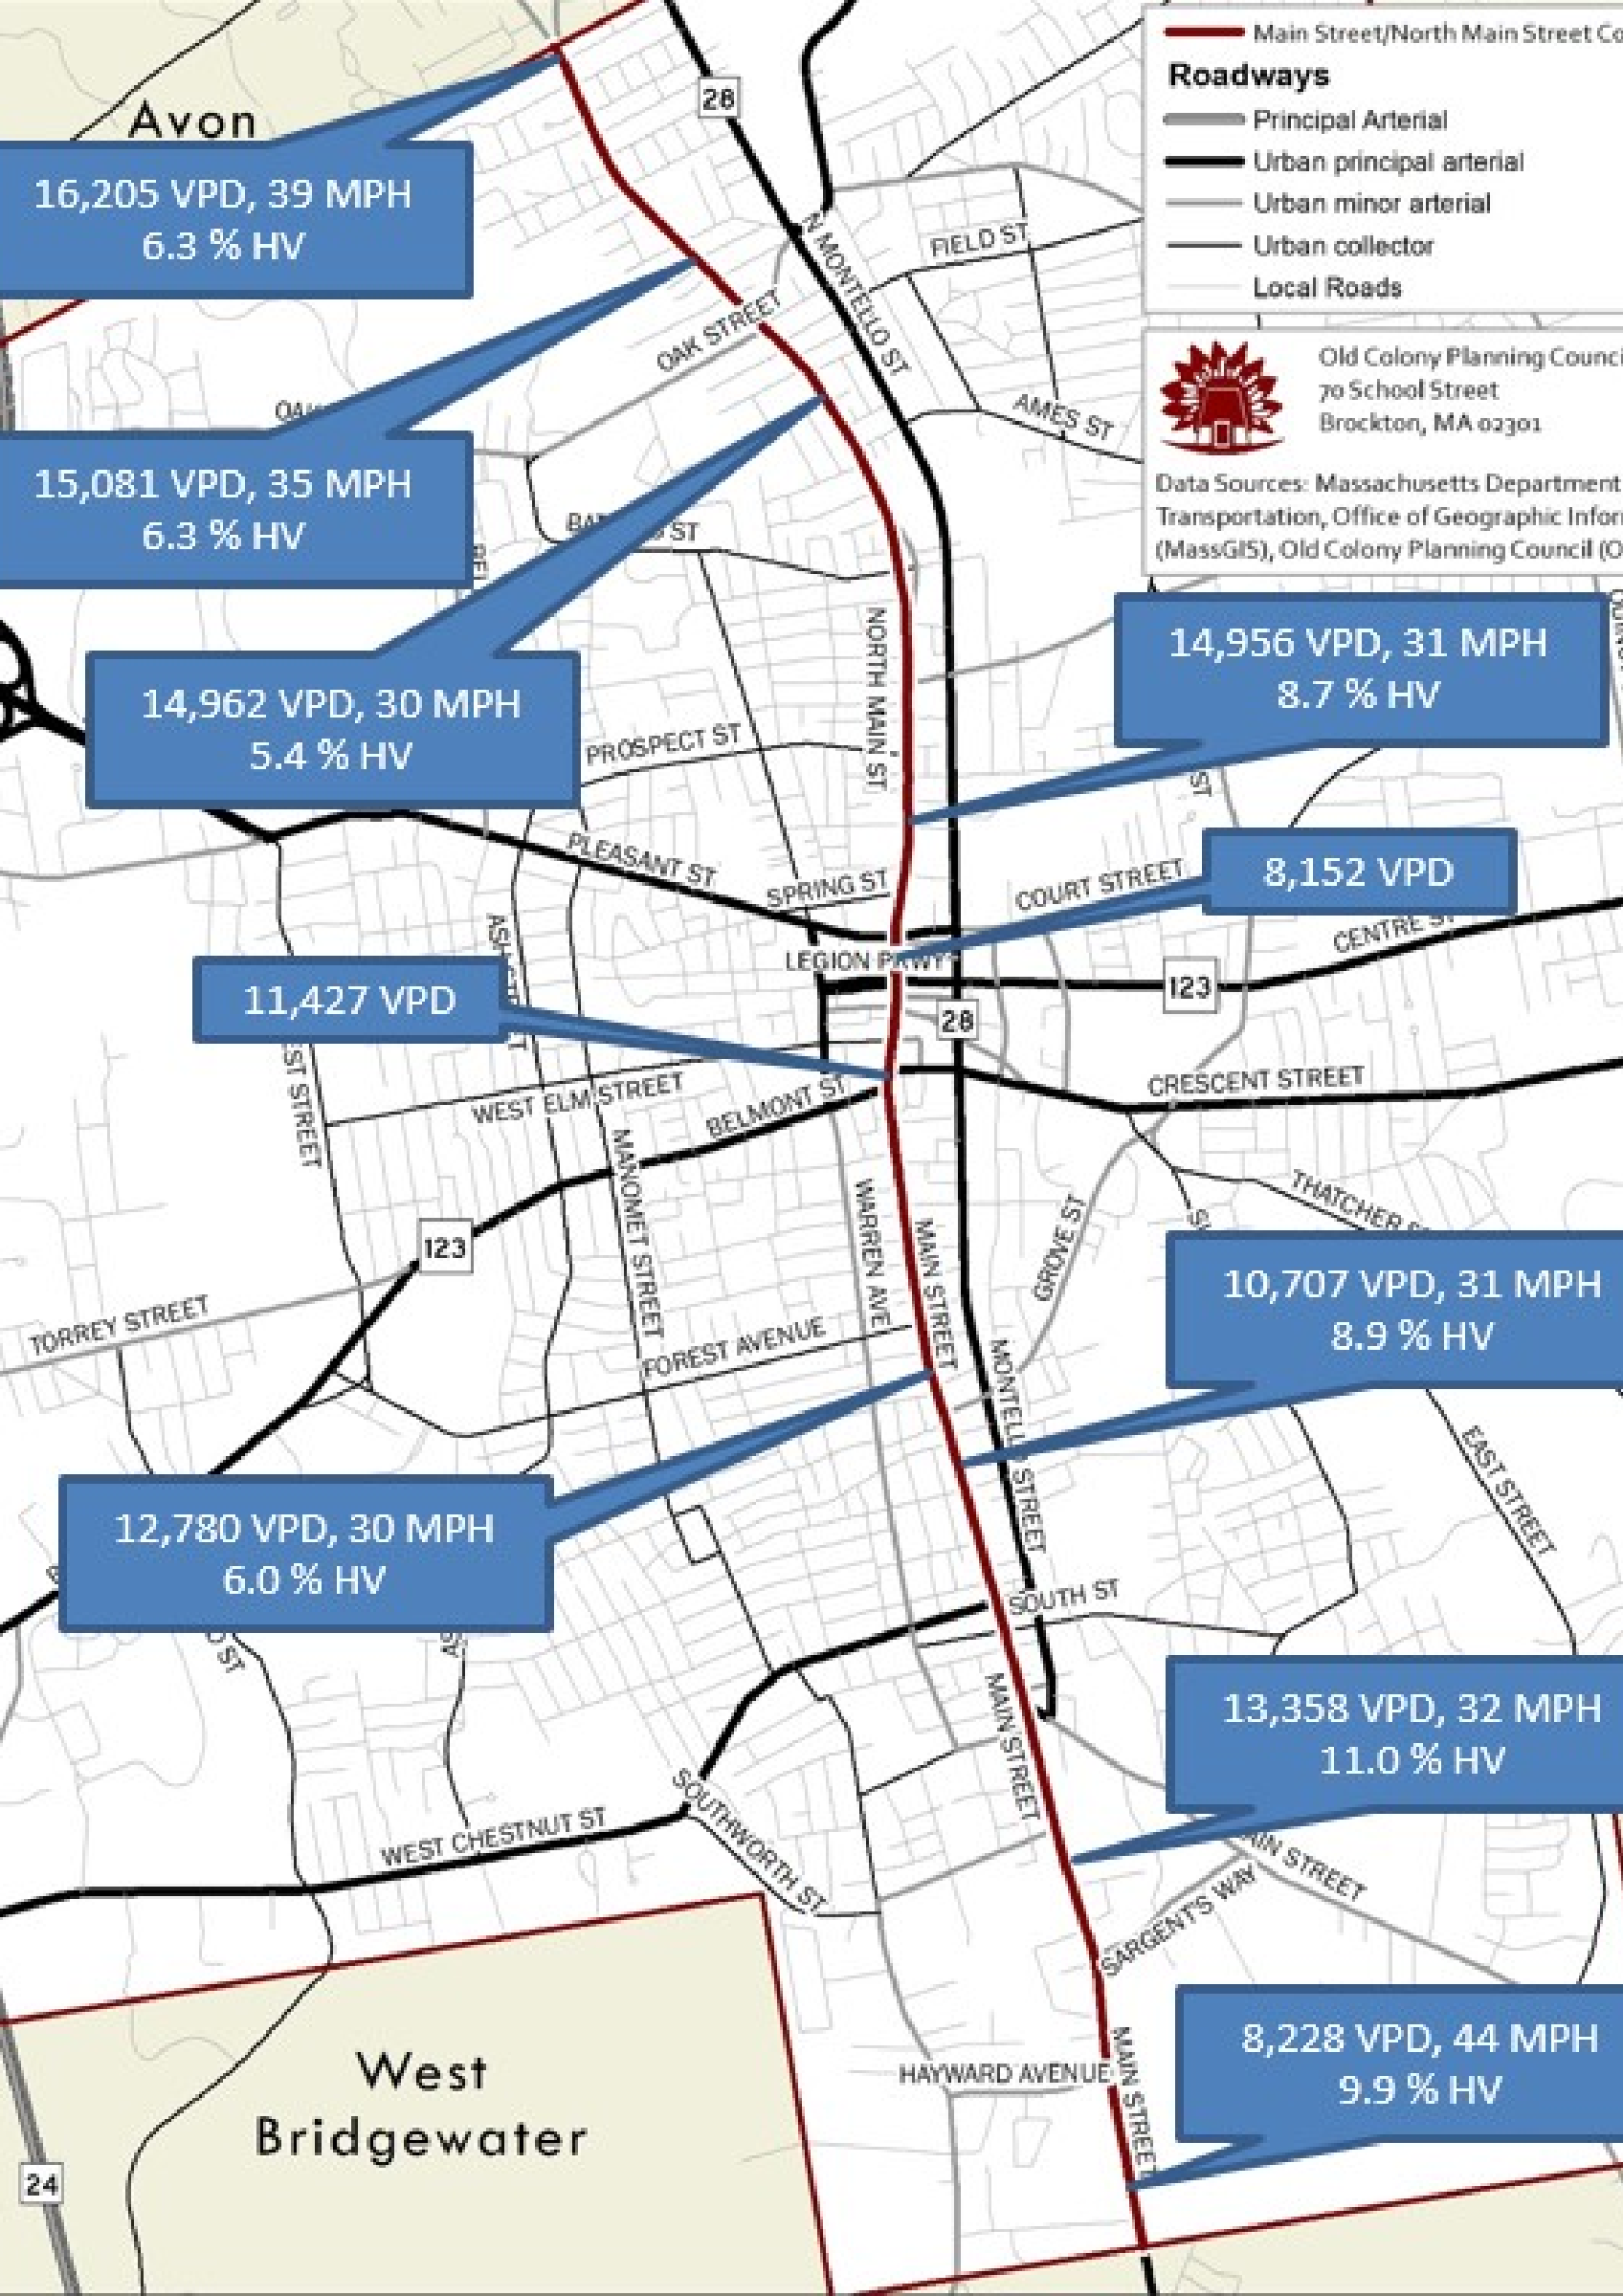 Main Street/North Main Street Co
Roadways
Principal Arterial
Urban principal arterial
Urban minor arterial
Urban collector
Local Roads
Old Colony Planning Counci
70 School Street
Brockton, MA 02301
Data Sources: Massachusetts Department
Transportation, Office of Geographic Infor
(MassGIS), Old Colony Planning Council (O
Avon
28
16,205 VPD, 39 MPH
6.3 % HV
N MONTELLO ST
FIELD ST
OAK STREET
AMES ST
15,081 VPD, 35 MPH
6.3 % HV
14,962 VPD, 30 MPH
5.4 % HV
NORTH MAIN ST
14,956 VPD, 31 MPH
8.7 % HV
PROSPECT ST
ST
PLEASANT ST
SPRING ST
COURT STREET
8,152 VPD
CENTRE ST
LEGION PKWY
123
11,427 VPD
28
WEST ELM STREET
BELMONT ST
CRESCENT STREET
STREET
MANOMET STREET
WARREN AVE
MAIN STREET
GROVE ST
THATCHER
123
TORREY STREET
FOREST AVENUE
10,707 VPD, 31 MPH
8.9 % HV
STREET
EAST STREET
12,780 VPD, 30 MPH
6.0 % HV
SOUTH ST
ST
MAIN STREET
13,358 VPD, 32 MPH
11.0 % HV
WEST CHESTNUT ST
SOUTHWORTH ST
STREET
SARGENT'S WAY
West
Bridgewater
HAYWARD AVENUE
MAIN STREET
8,228 VPD, 44 MPH
9.9 % HV
24